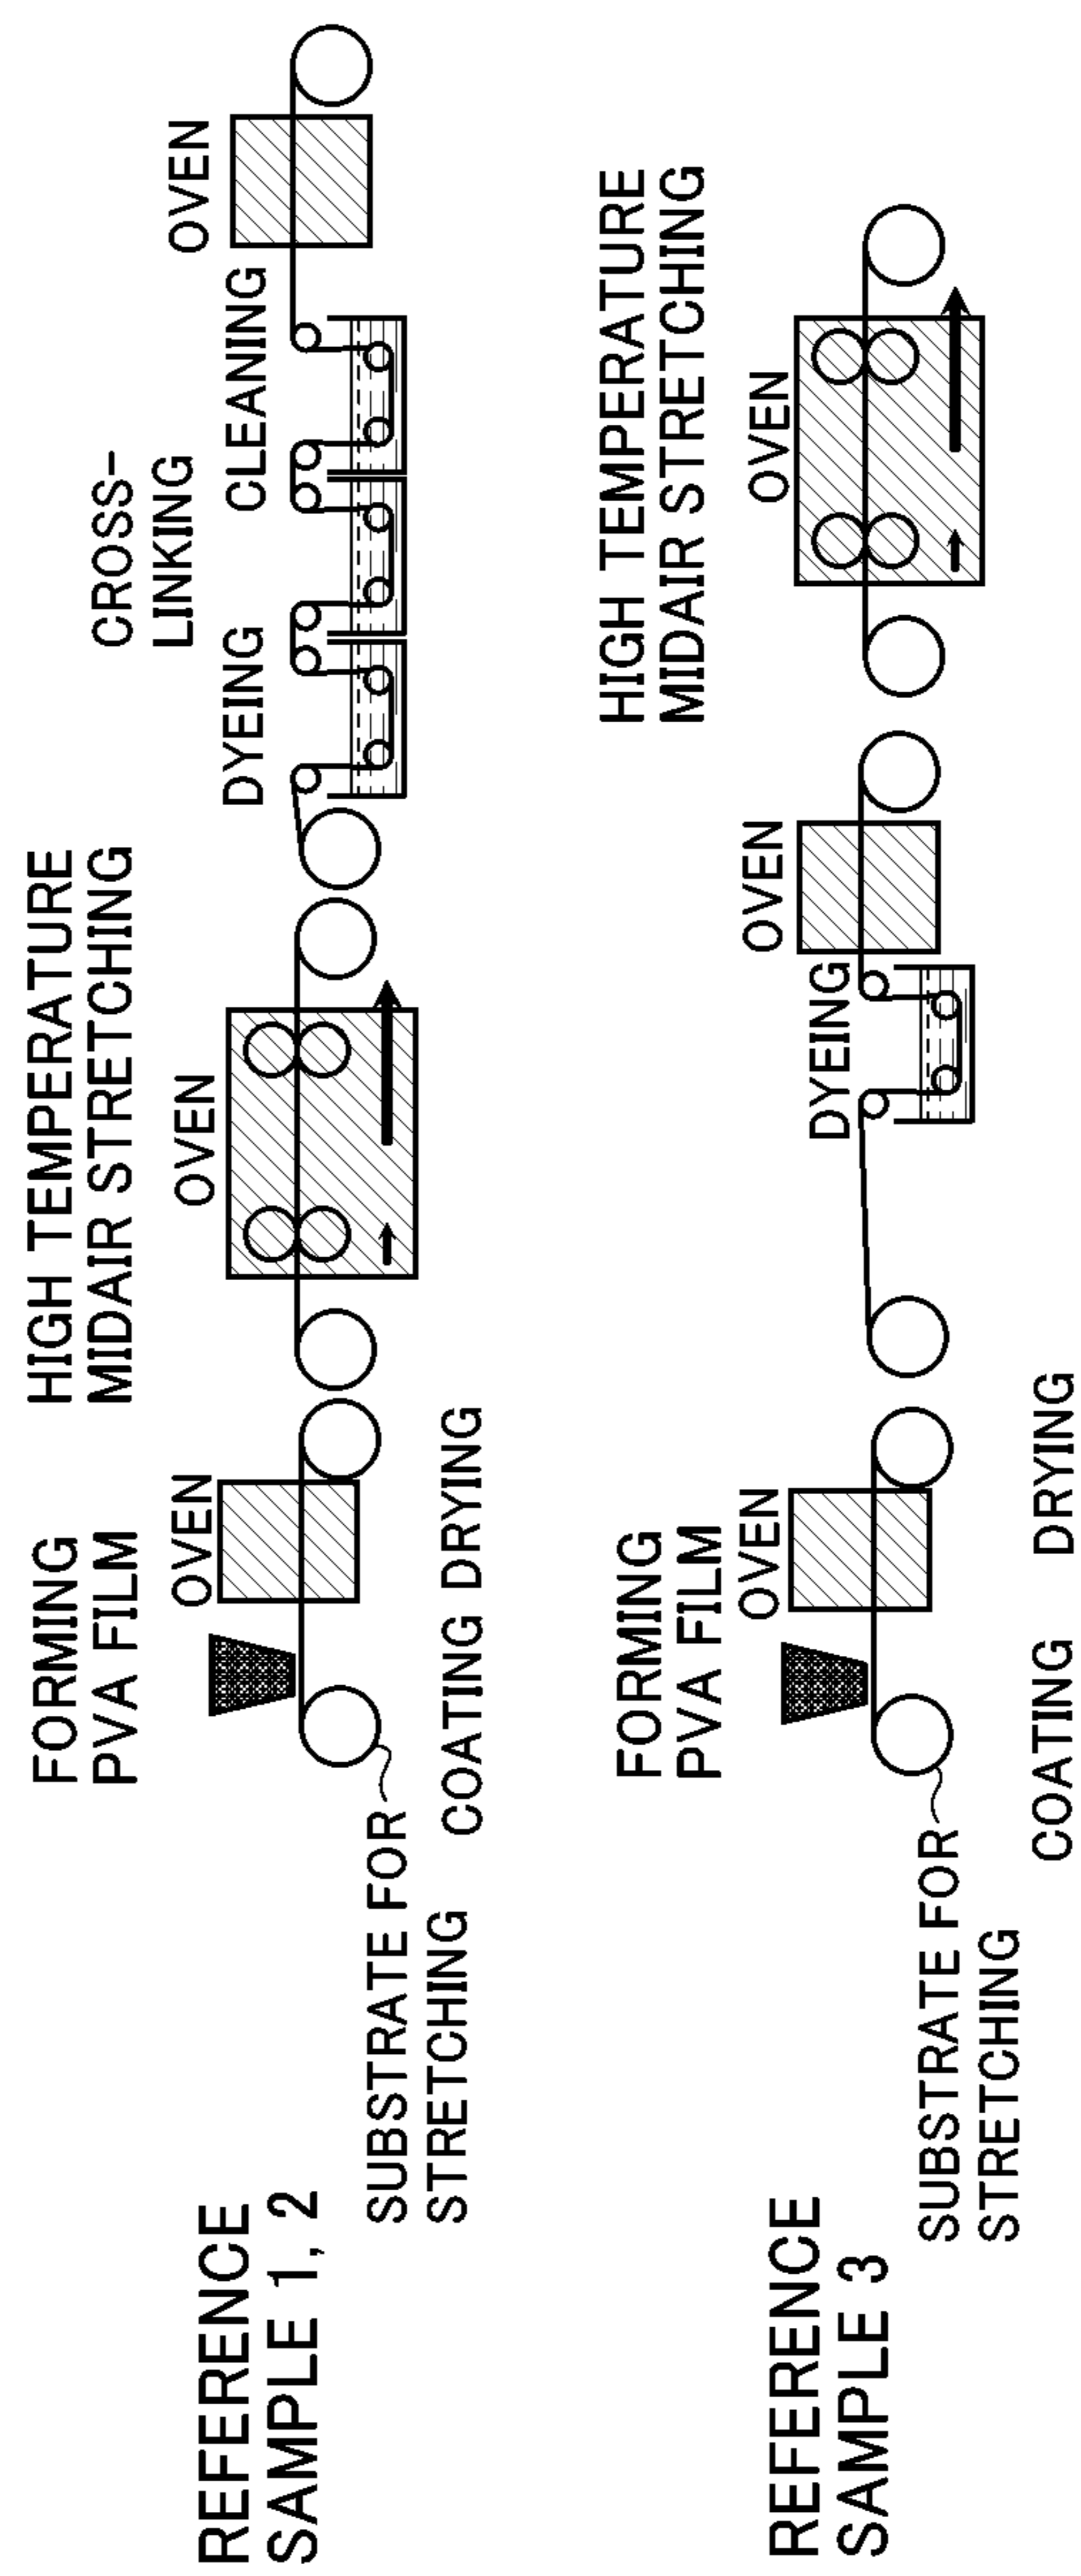 REFERENCE
SAMPLE 1, 2
FORMING
PVA FILM
OVEN
SUBSTRATE FOR
STRETCHING
COATING DRYING
HIGH TEMPERATURE
MIDAIR STRETCHING
OVEN
DYEING
CROSS-
LINKING
CLEANING
OVEN
REFERENCE
SAMPLE 3
FORMING
PVA FILM
OVEN
SUBSTRATE FOR
STRETCHING
COATING DRYING
DYEING
OVEN
HIGH TEMPERATURE
MIDAIR STRETCHING
OVEN